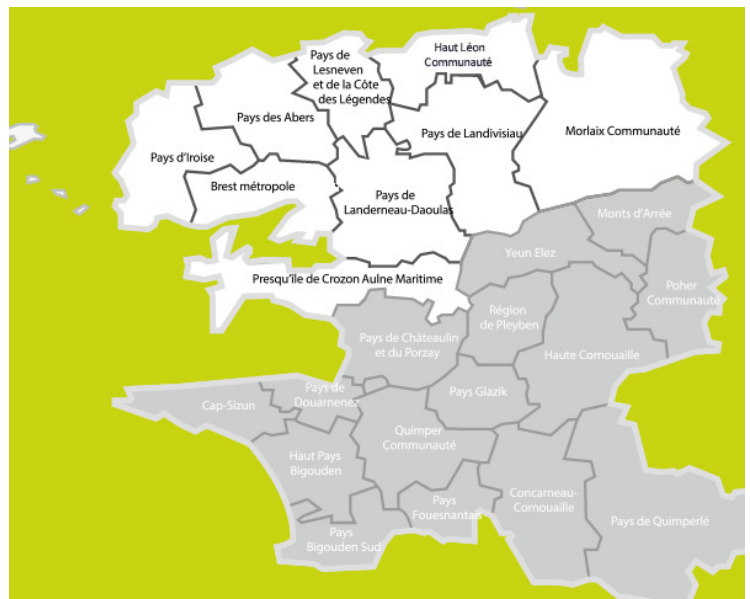 Pays de
Lesneven
et de la Côte
des Légendes
Haut Léon
Communauté
Pays des Abers
Pays de Landivisiau
Morlaix Communauté
Pays d'Iroise
Brest métropole
Pays de
Landerneau-Daoulas
Monts d'Arrée
Yeun Elez
Presqu'île de Crozon Aulne Maritime
Poher
Communauté
Région
de Pleyben
Pays de Châteaulin
et du Porzay
Haute Cornouaille
Pays de
Douarnenez
Pays Glazik
Cap-Sizun
Quimper
Communauté
Haut Pays
Bigouden
Pays
Fouesnantais
Concarneau-
Cornouaille
Pays de Quimperlé
Pays
Bigouden Sud